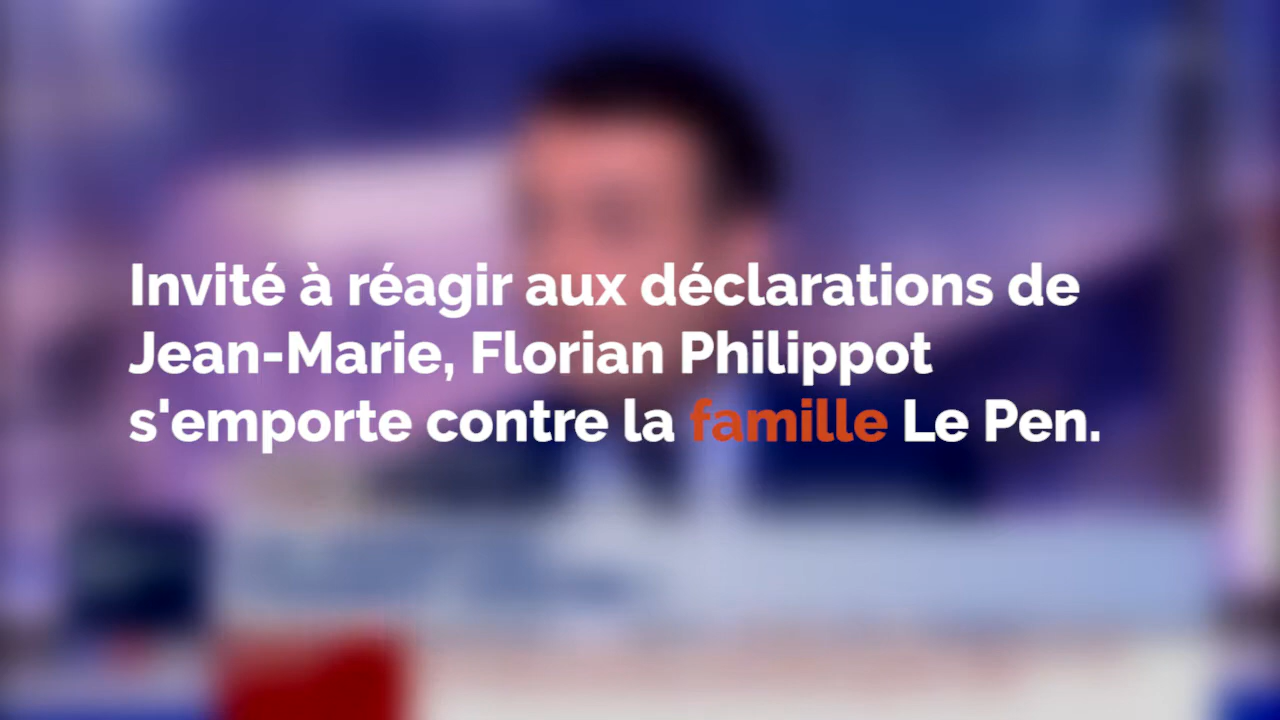 Invité à réagir aux déclarations de
Jean-Marie, Florian Philippot
s'emporte contre la famille Le Pen.